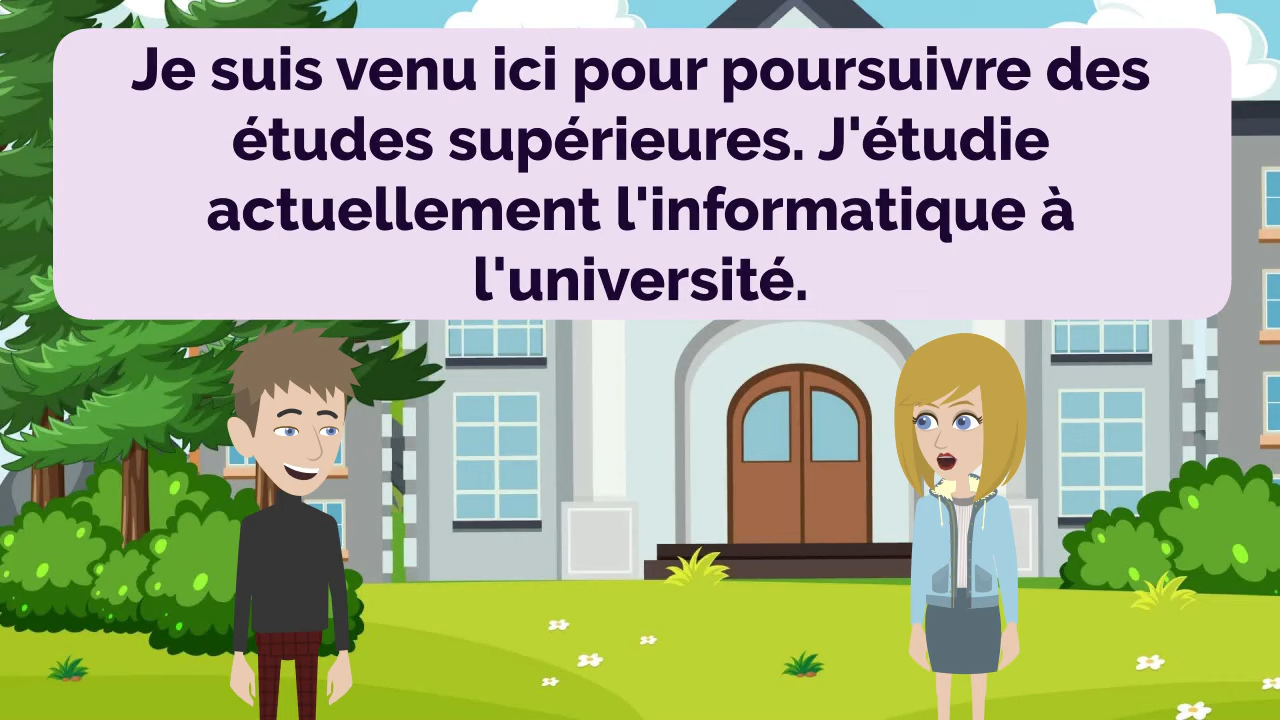 Je suis venu ici pour poursuivre des
études supérieures. J'étudie
actuellement l'informatique à
l'université.